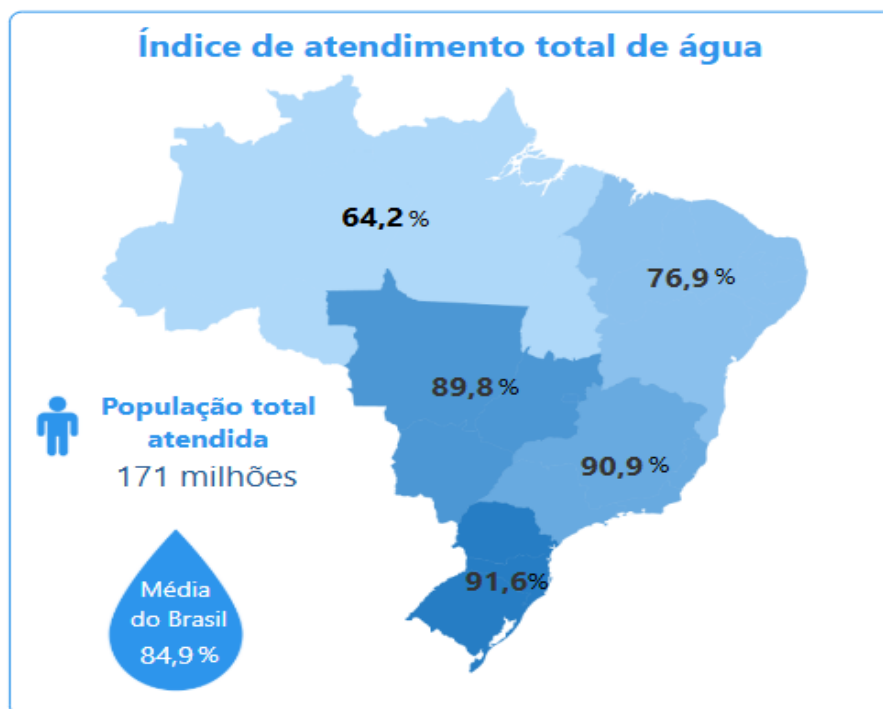 Índice de atendimento total de água
64,2 %
76,9 %
89,8 %
População total
atendida
171 milhões
90,9 %
91,6%
Média
do Brasil
84,9 %